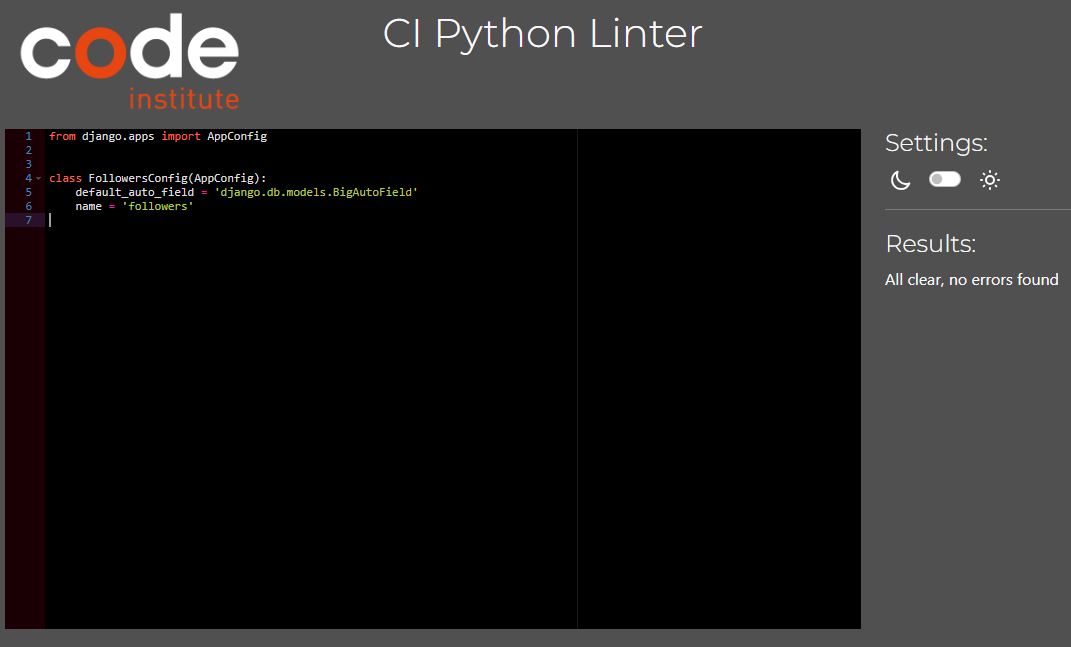 code
institute
CI Python Linter
1 from django.apps import AppConfig
2
3
4 class FollowersConfig(AppConfig):
5     default_auto_field = 'django.db.models.BigAutoField'
6     name = 'followers'
7
Settings:
Results:
All clear, no errors found